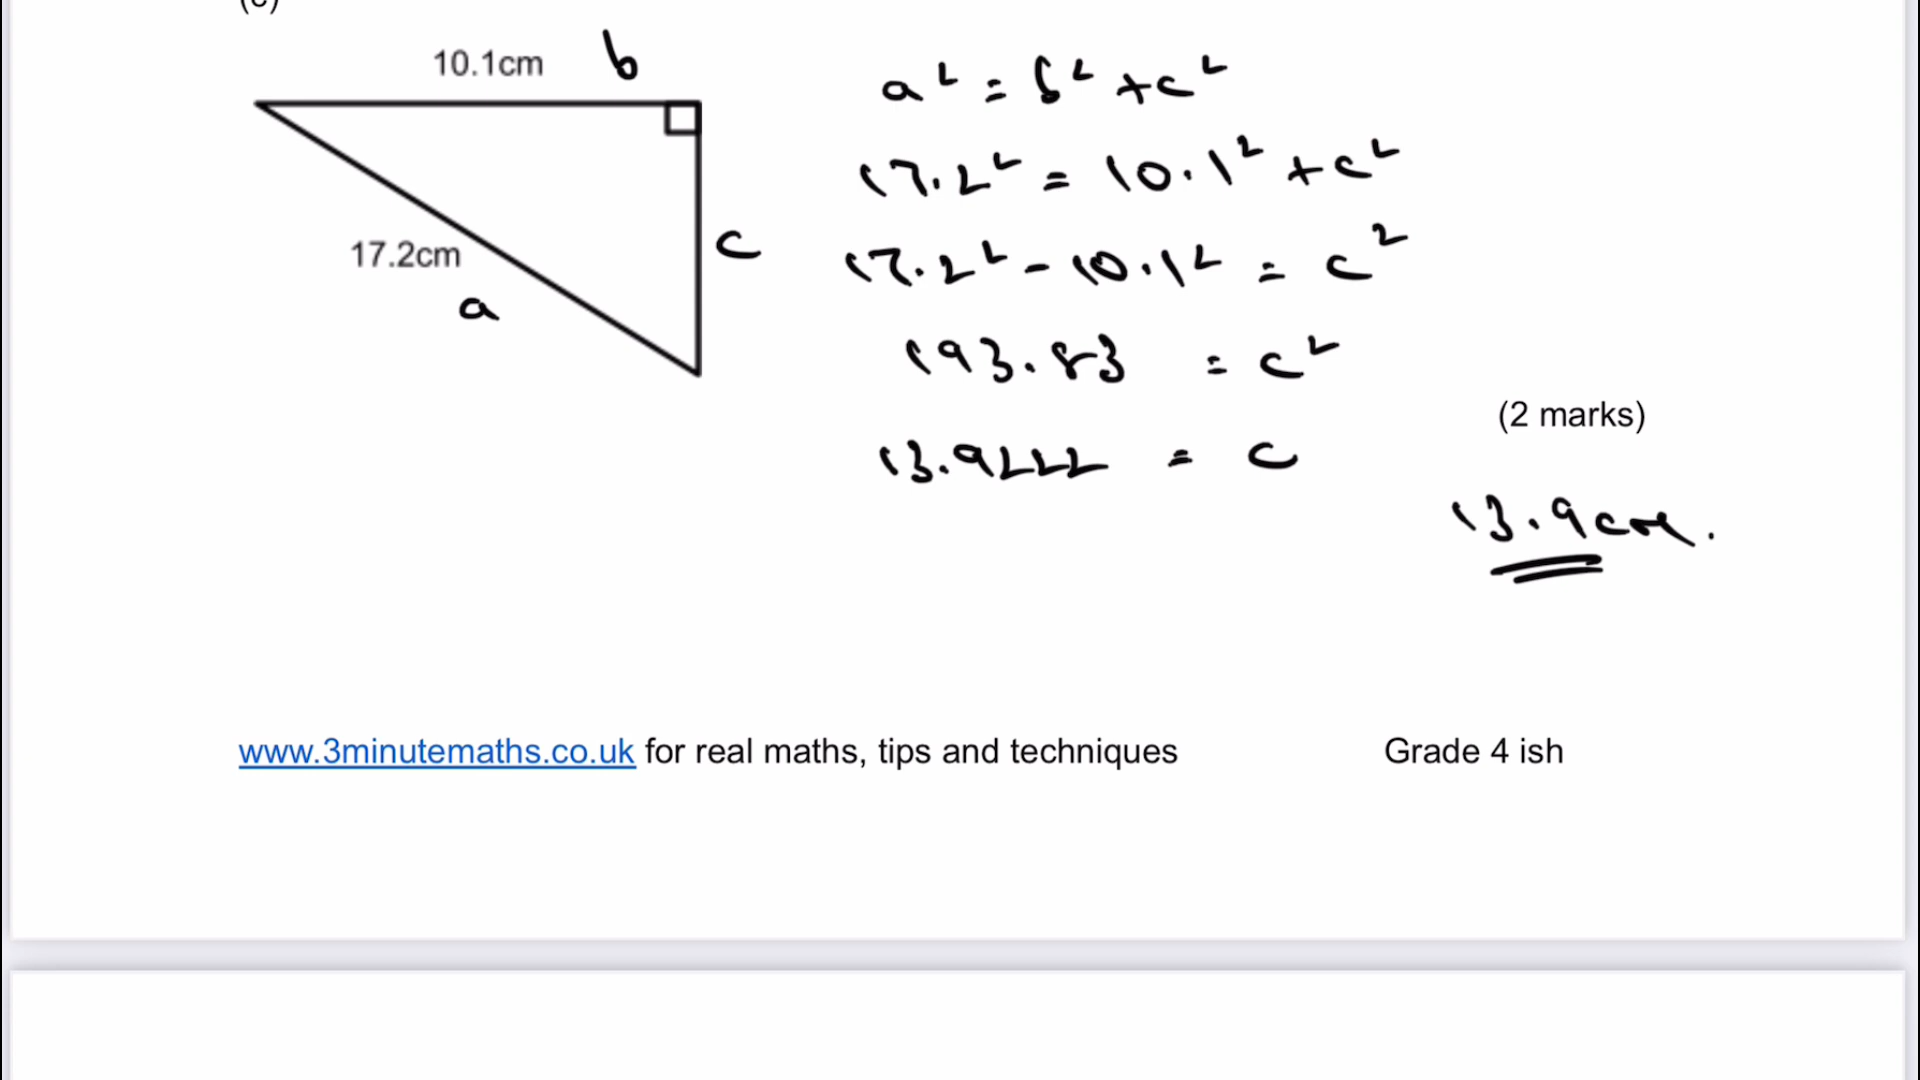 10.1cm b
17.2cm
a
c
a² = b² + c²
17.2² = 10.1² + c²
17.2² - 10.1² = c²
193.83 = c²
(2 marks)
13.9222 = c
13.9cm.
www.3minutemaths.co.uk for real maths, tips and techniques Grade 4 ish